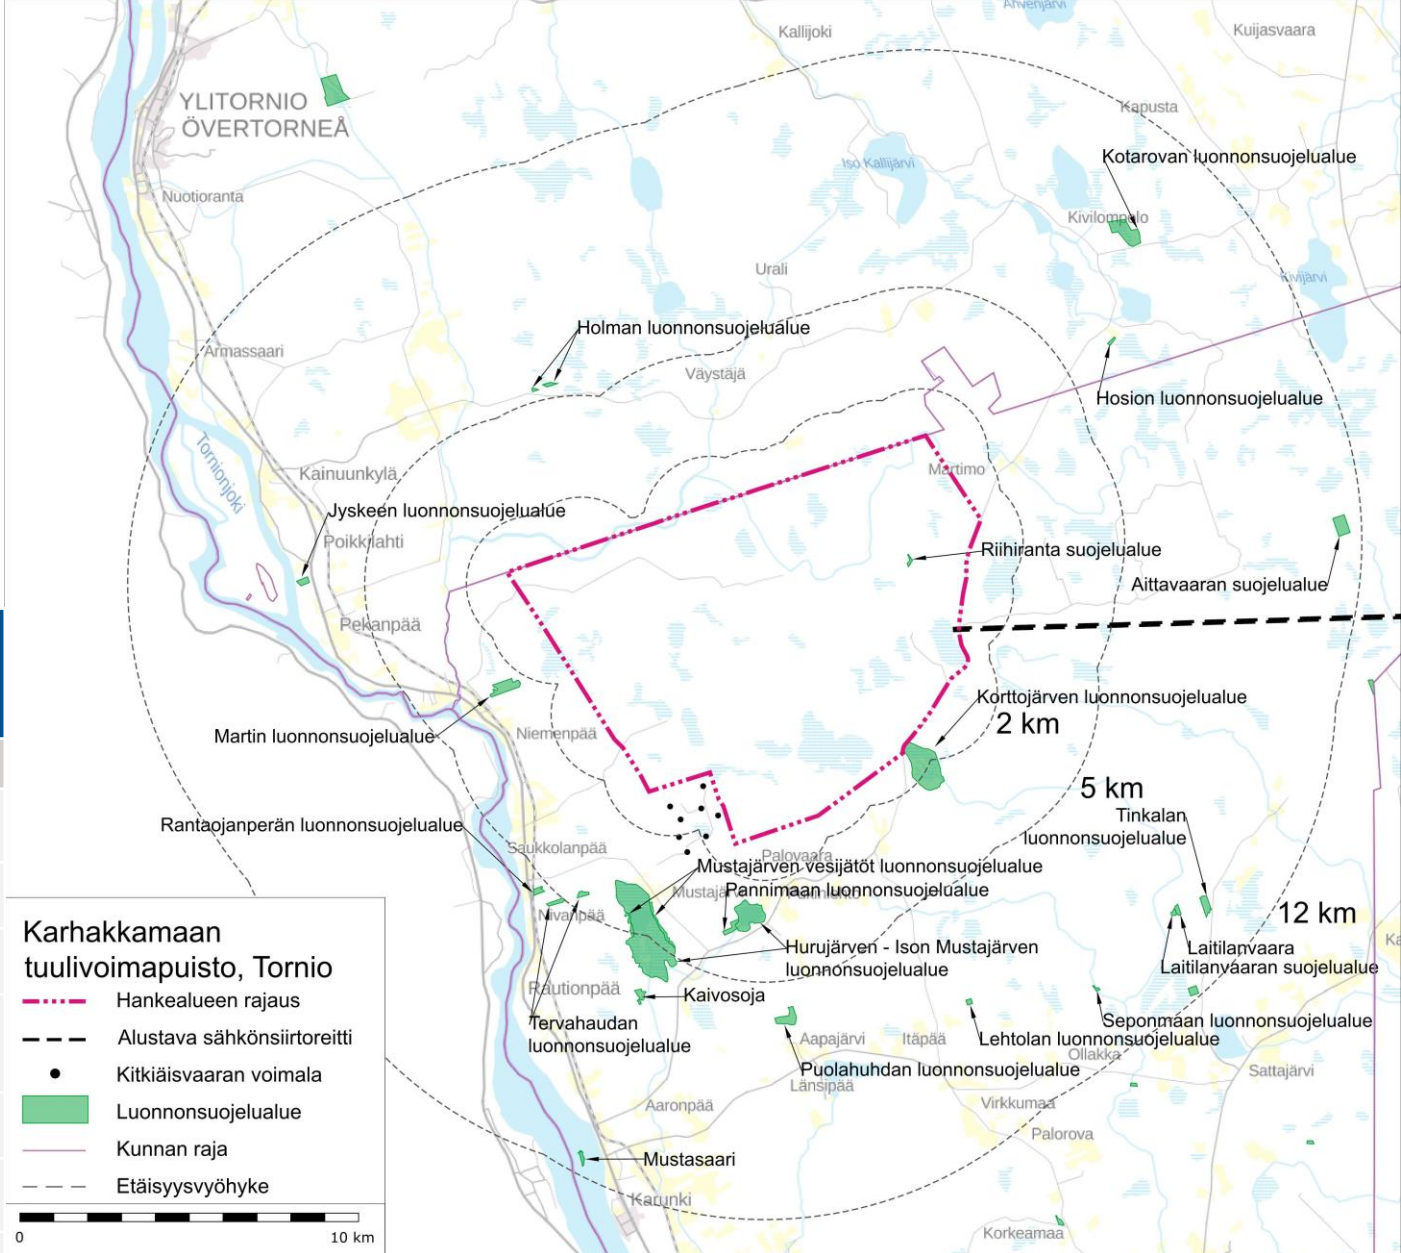 Ahvenjärvi
Kallijoki
Kuijasvaara
YLITORNIO
ÖVERTORNEÅ
Kapusta
Kotarovan luonnonsuojelualue
Iso Kallijärvi
Nuotioranta
Kivilompolo
Urali
Kivijärvi
Holman luonnonsuojelualue
Armassaari
Väystäjä
Hosion luonnonsuojelualue
Tornionjoki
Kainuunkylä
Martimo
Jyskeen luonnonsuojelualue
Poikkilahti
Riihiranta suojelualue
Aittavaaran suojelualue
Pekanpää
Korttojärven luonnonsuojelualue
2 km
Martin luonnonsuojelualue
Niemenpää
5 km
Tinkalan
luonnonsuojelualue
Rantaojanperän luonnonsuojelualue
Saukkolanpää
Palovaara
Mustajärven vesijätöt luonnonsuojelualue
Mustajärvi
Pannimaan luonnonsuojelualue
Nivanpää
12 km
Hurujärven - Ison Mustajärven
luonnonsuojelualue
Laitilanvaara
Laitilanvaaran suojelualue
Rautionpää
Kaivosoja
Tervahaudan
luonnonsuojelualue
Seponmaan luonnonsuojelualue
Aapajärvi
Itäpää
Lehtolan luonnonsuojelualue
Ollakka
Puolahuhdan luonnonsuojelualue
Sattajärvi
Länsipää
Aaronpää
Virkkumaa
Palorova
Mustasaari
Karunki
Korkeamaa
Karhakkamaan
tuulivoimapuisto, Tornio
Hankealueen rajaus
Alustava sähkönsiirtoreitti
Kitkiäisvaaran voimala
Luonnonsuojelualue
Kunnan raja
Etäisyysvyöhyke
0 10 km